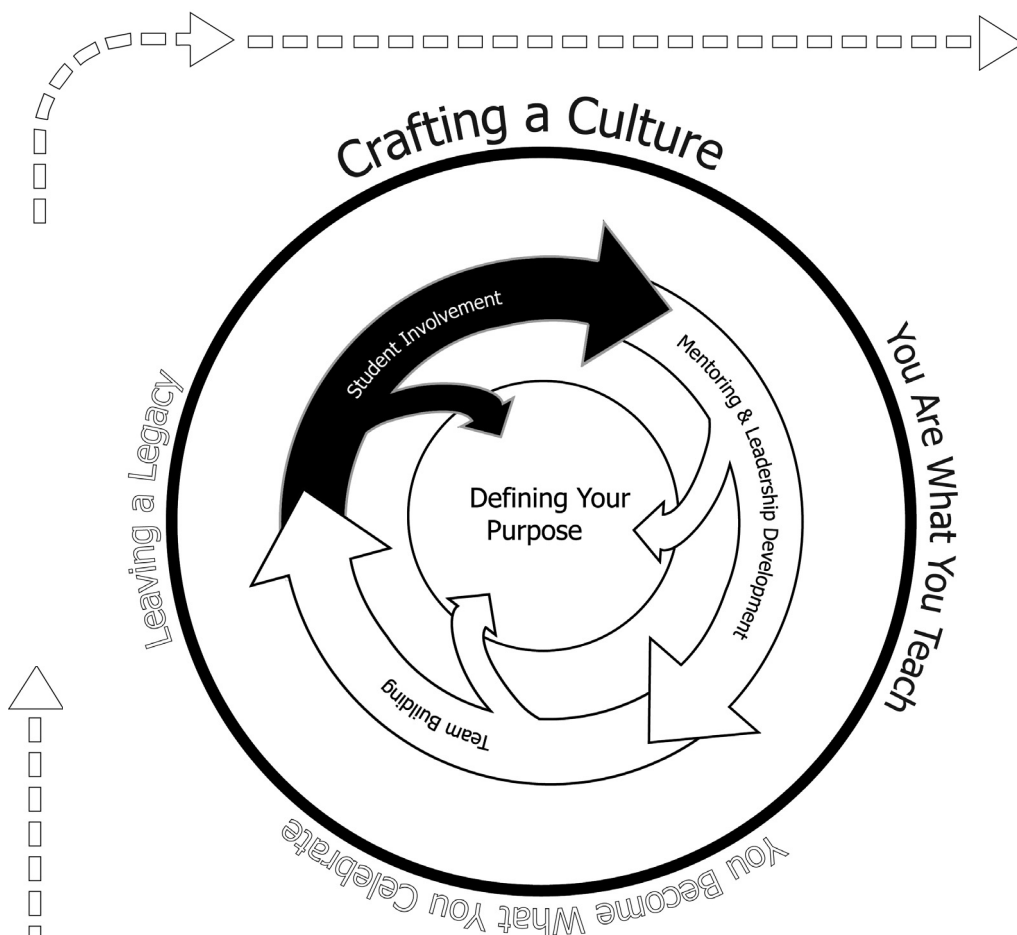 Crafting a Culture
You Are What You Teach
You Become What You Celebrate
Leaving a Legacy
Student Involvement
Mentoring & Leadership Development
Team Building
Defining Your
Purpose